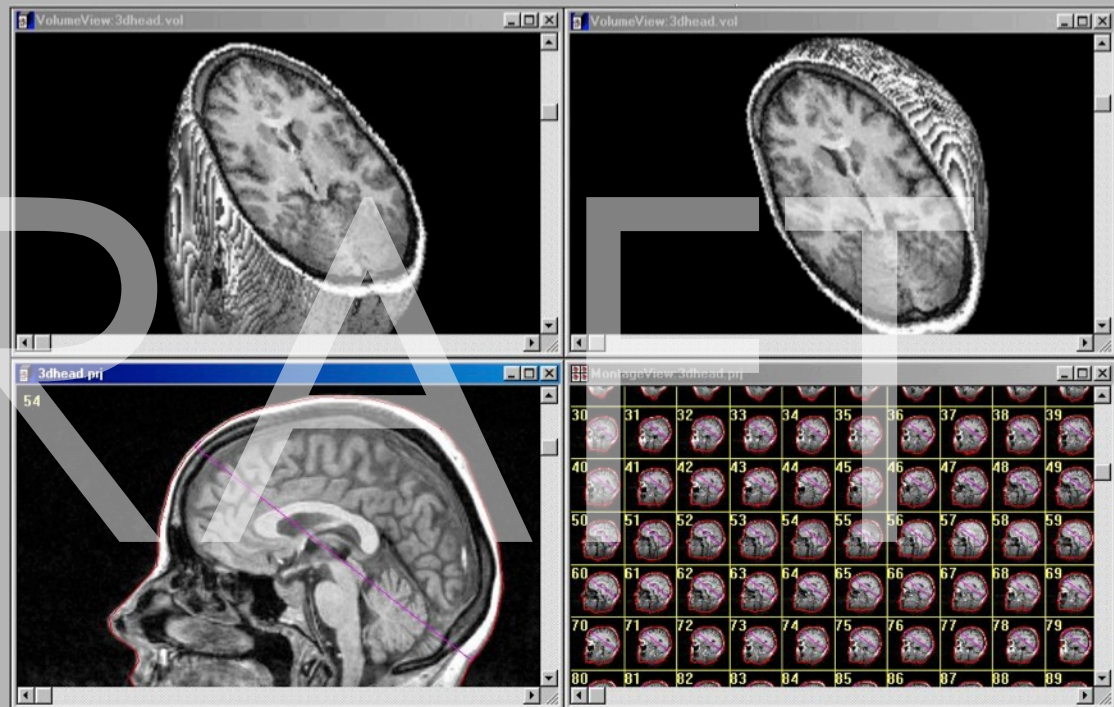 VolumeView:3dhead.vol
VolumeView:3dhead.vol
3dhead.prj
54
MontageView:3dhead.prj
30 31 32 33 34 35 36 37 38 39
40 41 42 43 44 45 46 47 48 49
50 51 52 53 54 55 56 57 58 59
60 61 62 63 64 65 66 67 68 69
70 71 72 73 74 75 76 77 78 79
80 81 82 83 84 85 86 87 88 89
RAFT